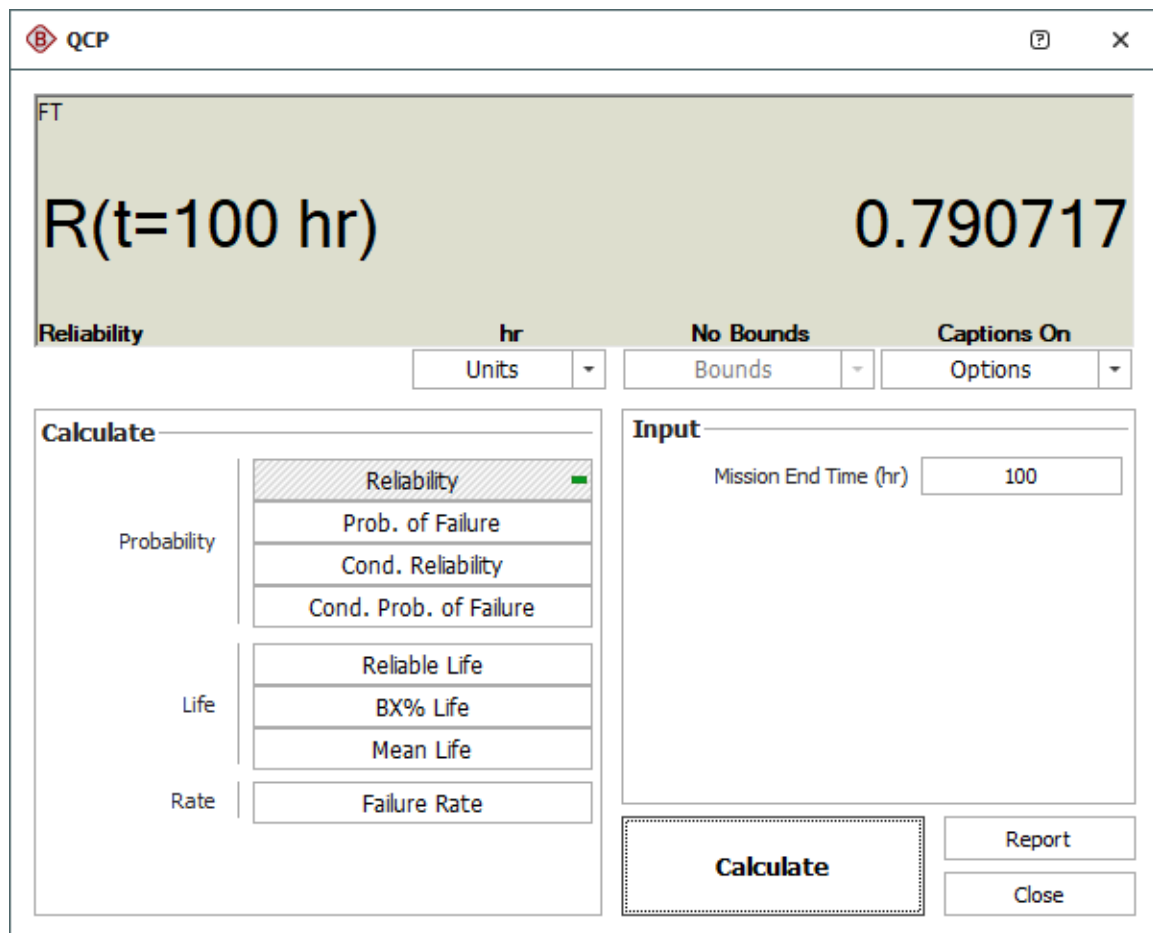 B QCP
FT
R(t=100 hr) 0.790717
Reliability hr No Bounds Captions On
Units Bounds Options
Calculate
Probability
Reliability
Prob. of Failure
Cond. Reliability
Cond. Prob. of Failure
Life
Reliable Life
BX% Life
Mean Life
Rate
Failure Rate
Input
Mission End Time (hr) 100
Calculate
Report
Close